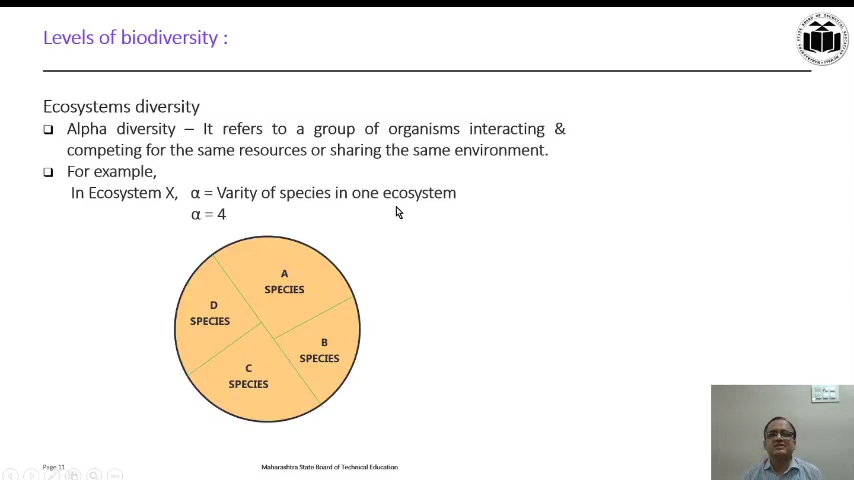 Levels of biodiversity :
Ecosystems diversity
Alpha diversity – It refers to a group of organisms interacting &
competing for the same resources or sharing the same environment.
For example,
In Ecosystem X, α = Varity of species in one ecosystem
α = 4
A
SPECIES
D
SPECIES
B
SPECIES
C
SPECIES
Page 11
Maharashtra State Board of Technical Education